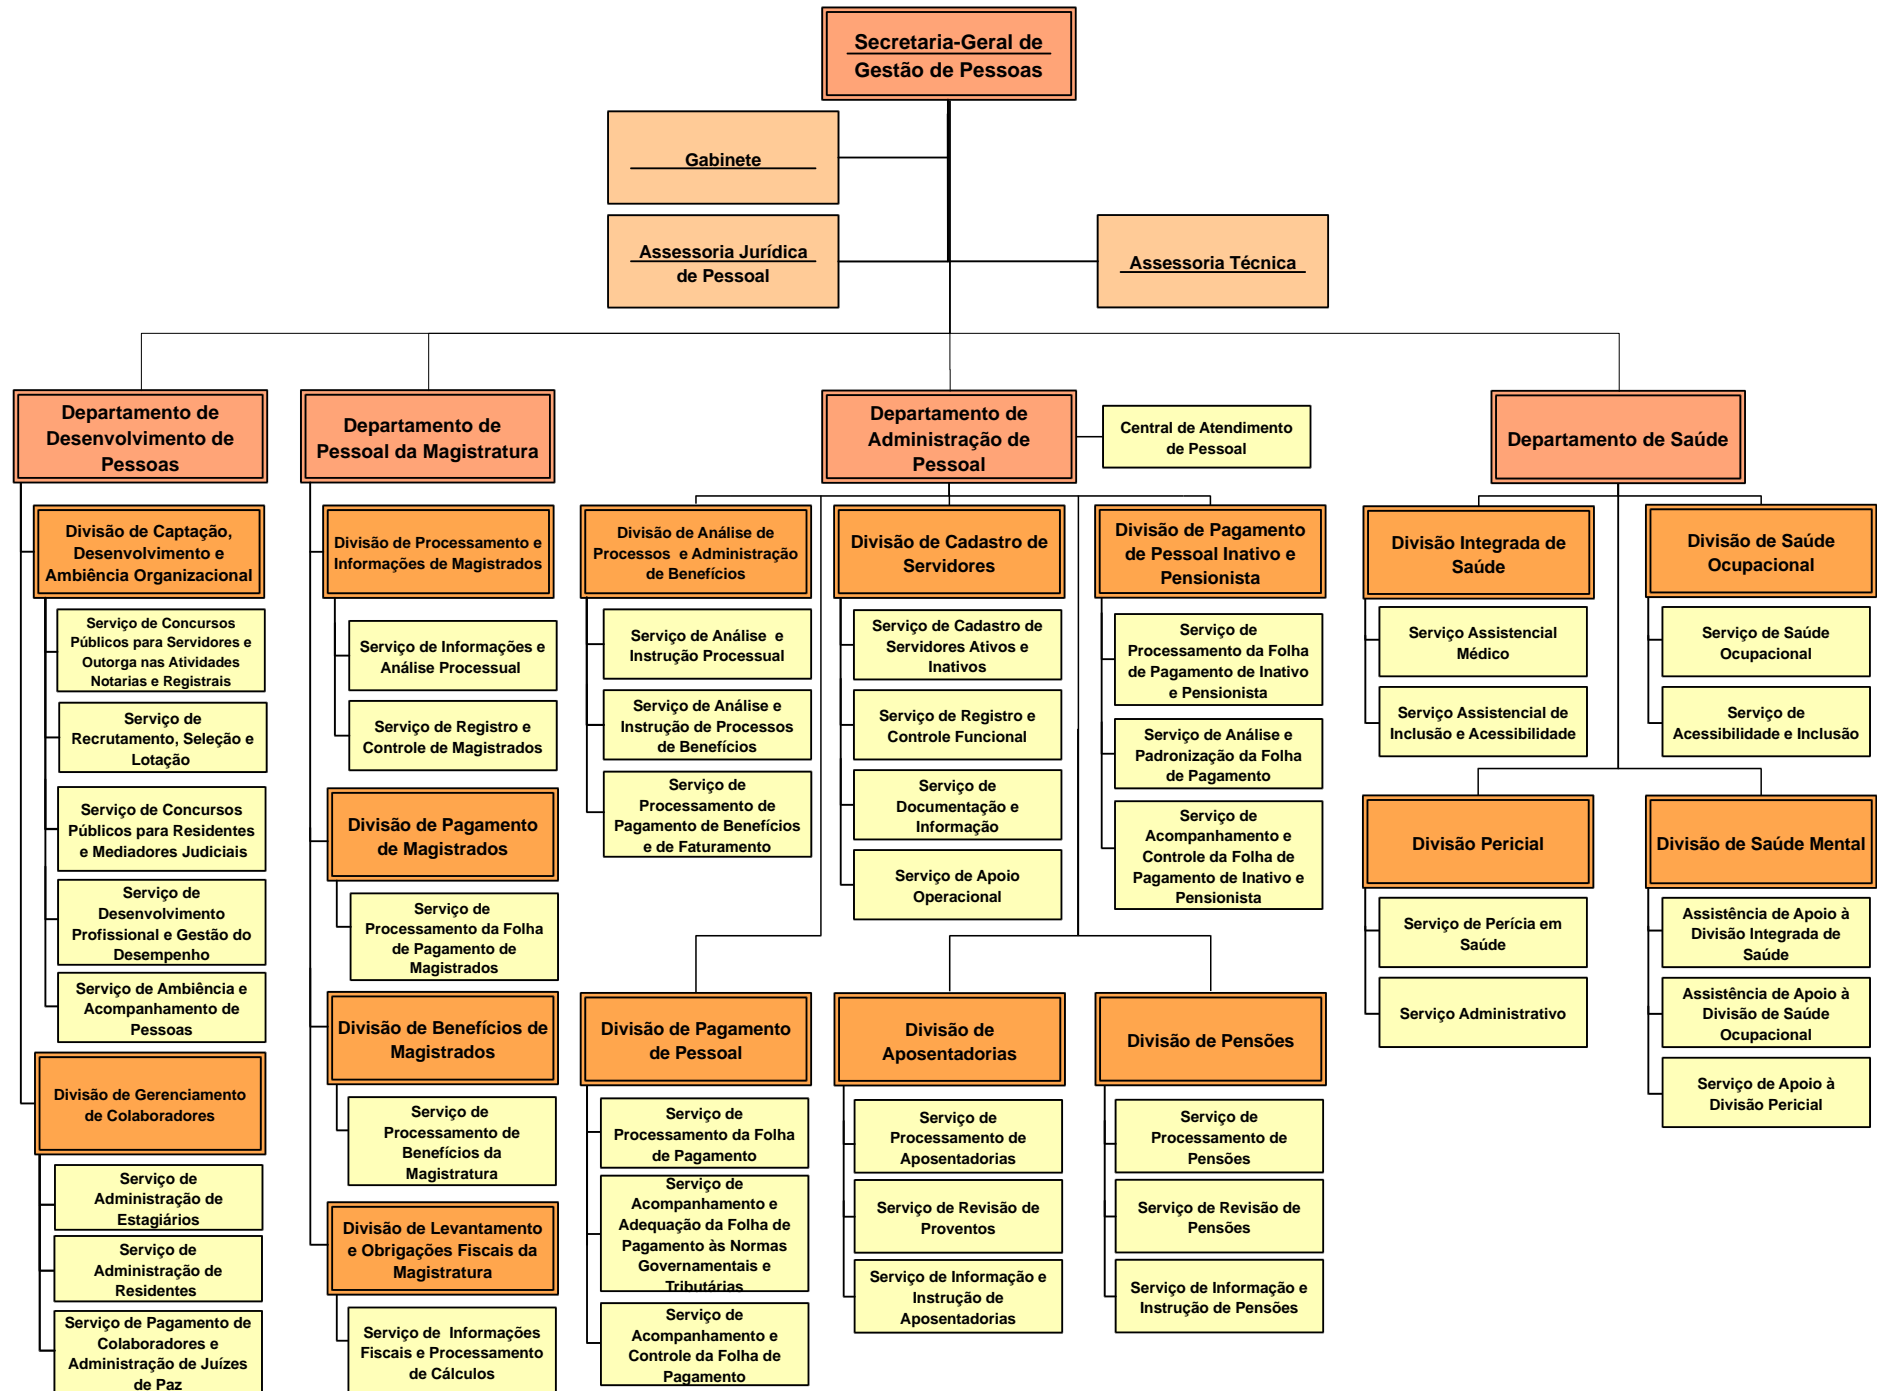 Secretaria-Geral de
Gestão de Pessoas
Gabinete
Assessoria Jurídica
de Pessoal
Assessoria Técnica
Departamento de
Desenvolvimento de
Pessoas
Divisão de Captação,
Desenvolvimento e
Ambiência Organizacional
Serviço de Concursos
Públicos para Servidores e
Outorga nas Atividades
Notarias e Registrais
Serviço de
Recrutamento, Seleção e
Lotação
Serviço de Concursos
Públicos para Residentes
e Mediadores Judiciais
Serviço de
Desenvolvimento
Profissional e Gestão do
Desempenho
Serviço de Ambiência e
Acompanhamento de
Pessoas
Divisão de Gerenciamento
de Colaboradores
Serviço de
Administração de
Estagiários
Serviço de
Administração de
Residentes
Serviço de Pagamento de
Colaboradores e
Administração de Juízes
de Paz
Departamento de
Pessoal da Magistratura
Divisão de Processamento e
Informações de Magistrados
Serviço de Informações e
Análise Processual
Serviço de Registro e
Controle de Magistrados
Divisão de Pagamento
de Magistrados
Serviço de
Processamento da Folha
de Pagamento de
Magistrados
Divisão de Benefícios de
Magistrados
Serviço de
Processamento de
Benefícios da
Magistratura
Divisão de Levantamento
e Obrigações Fiscais da
Magistratura
Serviço de Informações
Fiscais e Processamento
de Cálculos
Departamento de
Administração de
Pessoal
Central de Atendimento
de Pessoal
Divisão de Análise de
Processos e Administração
de Benefícios
Serviço de Análise e
Instrução Processual
Serviço de Análise e
Instrução de Processos
de Benefícios
Serviço de
Processamento de
Pagamento de Benefícios
e de Faturamento
Divisão de Cadastro de
Servidores
Serviço de Cadastro de
Servidores Ativos e
Inativos
Serviço de Registro e
Controle Funcional
Serviço de
Documentação e
Informação
Serviço de Apoio
Operacional
Divisão de Pagamento
de Pessoal Inativo e
Pensionista
Serviço de
Processamento da Folha
de Pagamento de Inativo
e Pensionista
Serviço de Análise e
Padronização da Folha
de Pagamento
Serviço de
Acompanhamento e
Controle da Folha de
Pagamento de Inativo e
Pensionista
Divisão de Pagamento
de Pessoal
Serviço de
Processamento da Folha
de Pagamento
Serviço de
Acompanhamento e
Adequação da Folha de
Pagamento às Normas
Governamentais e
Tributárias
Serviço de
Acompanhamento e
Controle da Folha de
Pagamento
Divisão de
Aposentadorias
Serviço de
Processamento de
Aposentadorias
Serviço de Revisão de
Proventos
Serviço de Informação e
Instrução de
Aposentadorias
Divisão de Pensões
Serviço de
Processamento de
Pensões
Serviço de Revisão de
Pensões
Serviço de Informação e
Instrução de Pensões
Departamento de Saúde
Divisão Integrada de
Saúde
Serviço Assistencial
Médico
Serviço Assistencial de
Inclusão e Acessibilidade
Divisão de Saúde
Ocupacional
Serviço de Saúde
Ocupacional
Serviço de
Acessibilidade e Inclusão
Divisão Pericial
Serviço de Perícia em
Saúde
Serviço Administrativo
Divisão de Saúde Mental
Assistência de Apoio à
Divisão Integrada de
Saúde
Assistência de Apoio à
Divisão de Saúde
Ocupacional
Serviço de Apoio à
Divisão Pericial